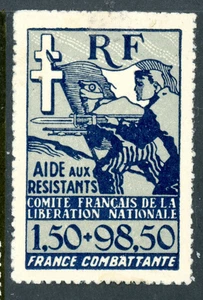 RF
AIDE AUX
RESISTANTS
COMITE FRANÇAIS DE LA
LIBERATION NATIONALE
1,50+98,50
FRANCE COMBATTANTE